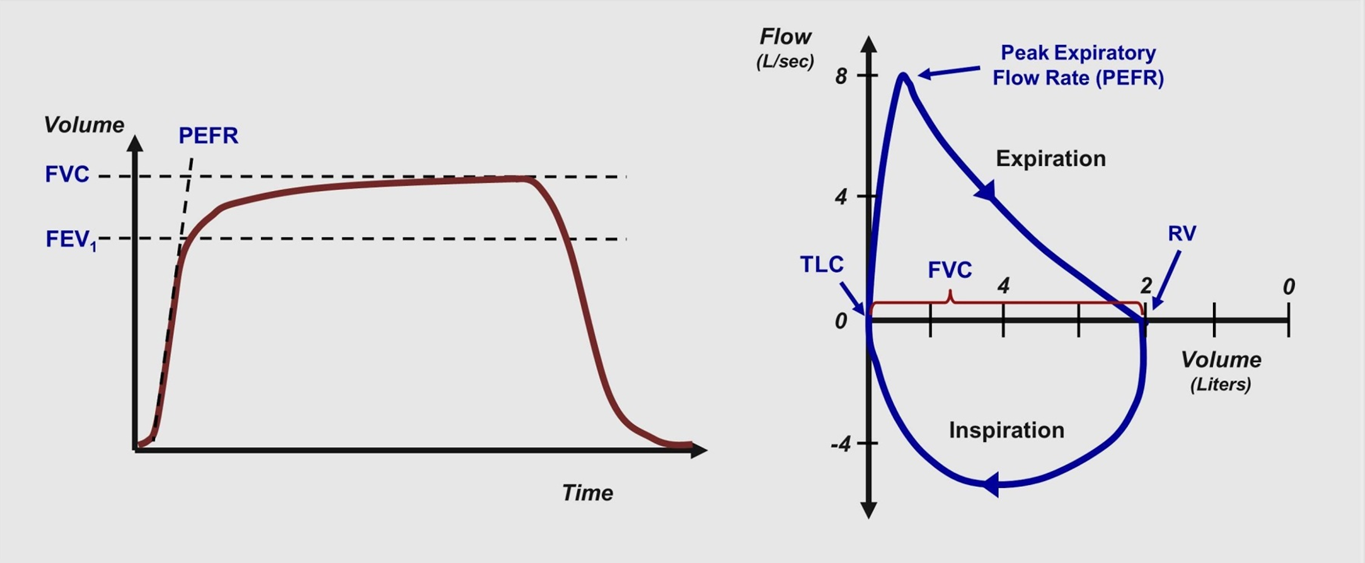 Volume
PEFR
FVC
FEV₁
Time
Flow
(L/sec)
8
Peak Expiratory
Flow Rate (PEFR)
Expiration
4
RV
TLC
FVC
4
2
0
0
Volume
(Liters)
Inspiration
-4